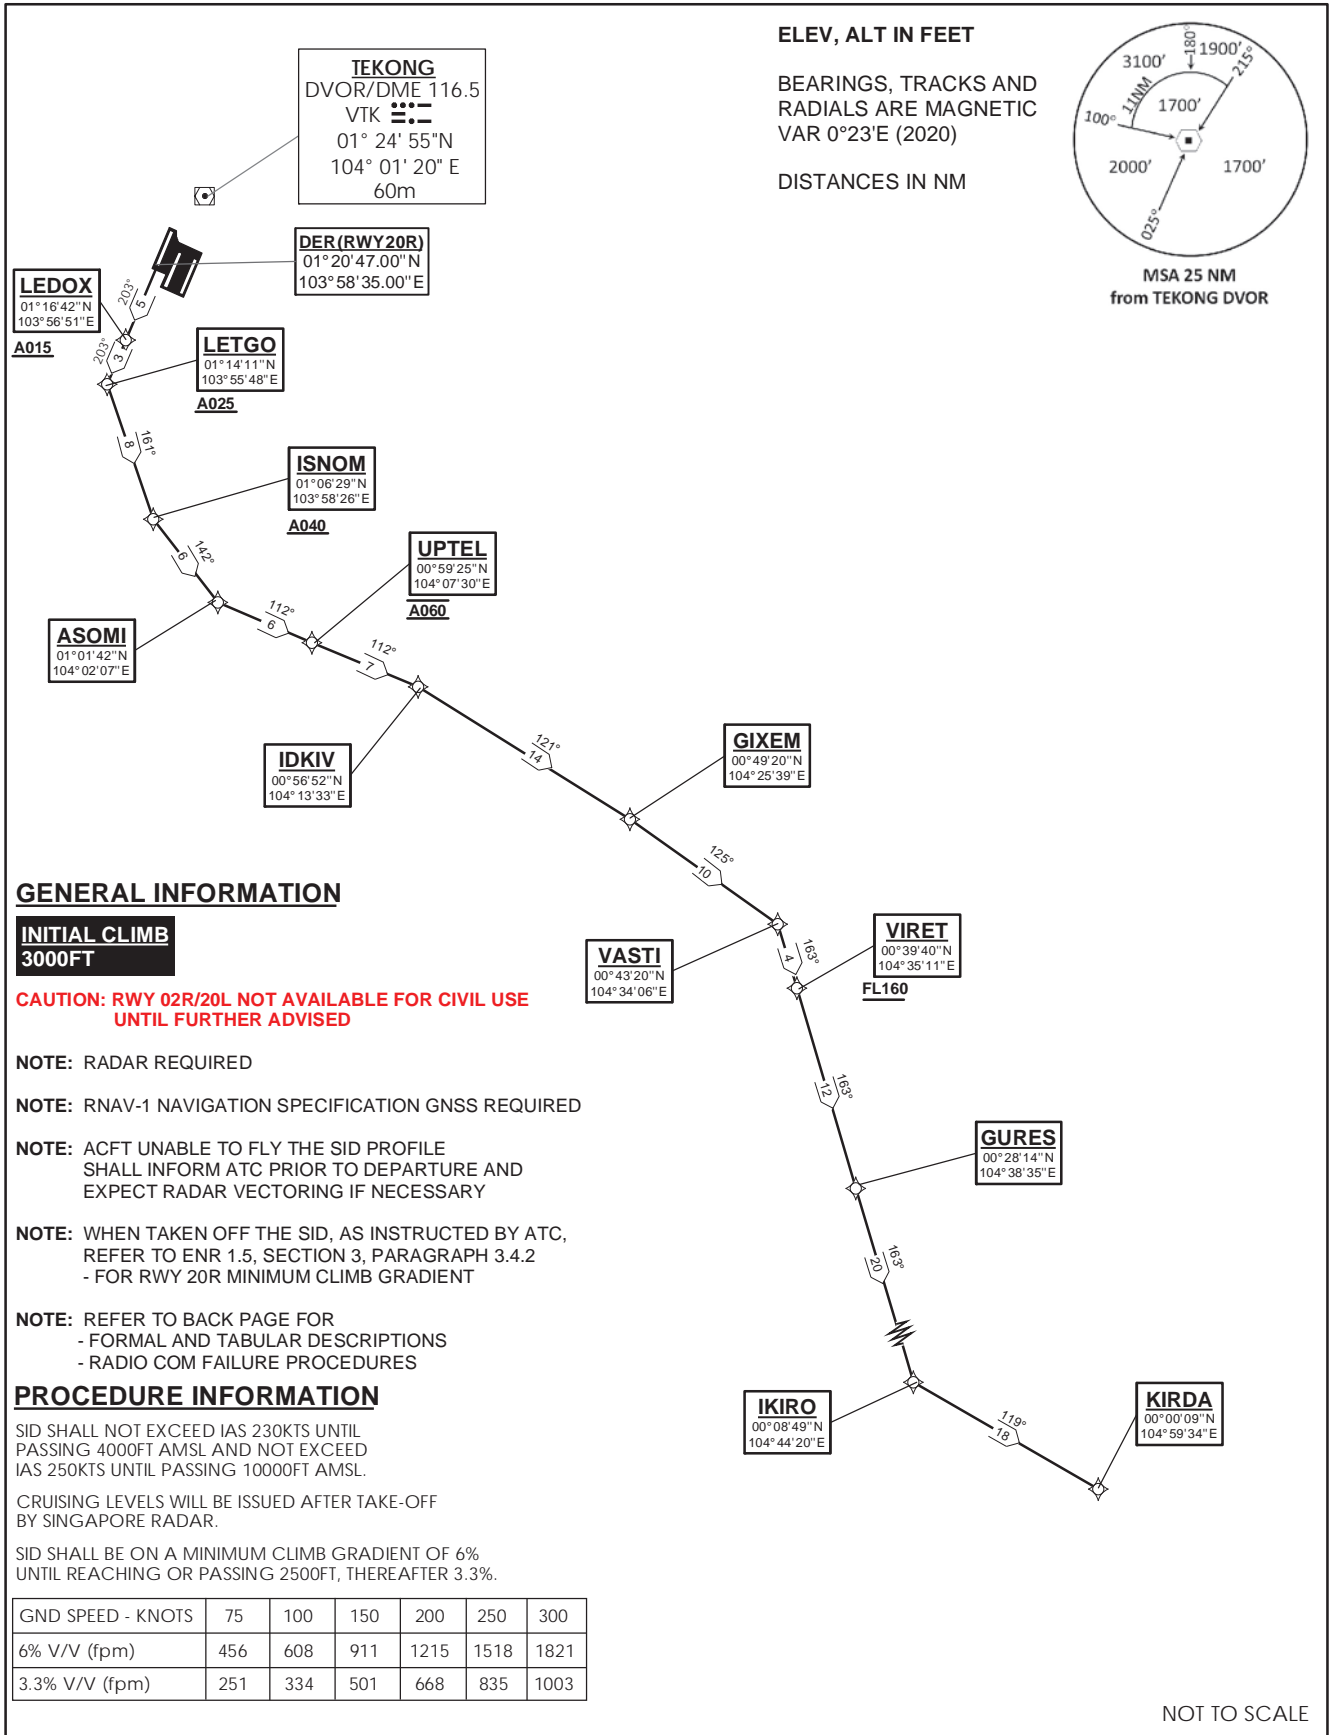 ELEV, ALT IN FEET
BEARINGS, TRACKS AND
RADIALS ARE MAGNETIC
VAR 0°23'E (2020)
DISTANCES IN NM
3100'
180°
1900'
215°
11NM
1700'
100°
2000'
1700'
025°
MSA 25 NM
from TEKONG DVOR
TEKONG
DVOR/DME 116.5
VTK
01° 24' 55"N
104° 01' 20" E
60m
DER(RWY20R)
01°20'47.00"N
103°58'35.00"E
LEDOX
01°16'42"N
103°56'51"E
A015
203°
5
203°
3
LETGO
01°14'11"N
103°55'48"E
A025
161°
8
ISNOM
01°06'29"N
103°58'26"E
A040
142°
6
UPTEL
00°59'25"N
104°07'30"E
A060
ASOMI
01°01'42"N
104°02'07"E
112°
6
112°
7
IDKIV
00°56'52"N
104°13'33"E
121°
14
GIXEM
00°49'20"N
104°25'39"E
125°
10
VASTI
00°43'20"N
104°34'06"E
163°
4
VIRET
00°39'40"N
104°35'11"E
FL160
163°
12
GURES
00°28'14"N
104°38'35"E
163°
20
IKIRO
00°08'49"N
104°44'20"E
119°
18
KIRDA
00°00'09"N
104°59'34"E
GENERAL INFORMATION
INITIAL CLIMB
3000FT
CAUTION: RWY 02R/20L NOT AVAILABLE FOR CIVIL USE
UNTIL FURTHER ADVISED
NOTE: RADAR REQUIRED
NOTE: RNAV-1 NAVIGATION SPECIFICATION GNSS REQUIRED
NOTE: ACFT UNABLE TO FLY THE SID PROFILE
SHALL INFORM ATC PRIOR TO DEPARTURE AND
EXPECT RADAR VECTORING IF NECESSARY
NOTE: WHEN TAKEN OFF THE SID, AS INSTRUCTED BY ATC,
REFER TO ENR 1.5, SECTION 3, PARAGRAPH 3.4.2
- FOR RWY 20R MINIMUM CLIMB GRADIENT
NOTE: REFER TO BACK PAGE FOR
- FORMAL AND TABULAR DESCRIPTIONS
- RADIO COM FAILURE PROCEDURES
PROCEDURE INFORMATION
SID SHALL NOT EXCEED IAS 230KTS UNTIL
PASSING 4000FT AMSL AND NOT EXCEED
IAS 250KTS UNTIL PASSING 10000FT AMSL.
CRUISING LEVELS WILL BE ISSUED AFTER TAKE-OFF
BY SINGAPORE RADAR.
SID SHALL BE ON A MINIMUM CLIMB GRADIENT OF 6%
UNTIL REACHING OR PASSING 2500FT, THEREAFTER 3.3%.
GND SPEED - KNOTS 75 100 150 200 250 300
6% V/V (fpm) 456 608 911 1215 1518 1821
3.3% V/V (fpm) 251 334 501 668 835 1003
NOT TO SCALE